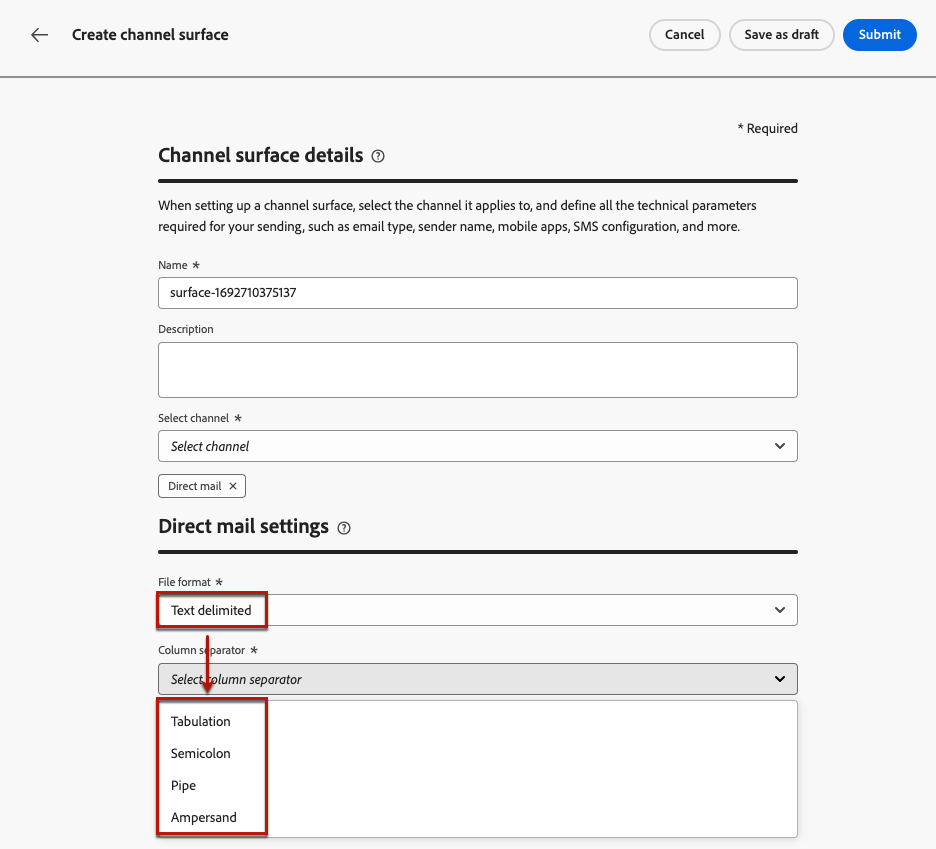 Create channel surface
Cancel
Save as draft
Submit
* Required
Channel surface details
When setting up a channel surface, select the channel it applies to, and define all the technical parameters
required for your sending, such as email type, sender name, mobile apps, SMS configuration, and more.
Name *
surface-1692710375137
Description
Select channel *
Select channel
Direct mail ×
Direct mail settings
File format *
Text delimited
Column separator *
Select column separator
Tabulation
Semicolon
Pipe
Ampersand